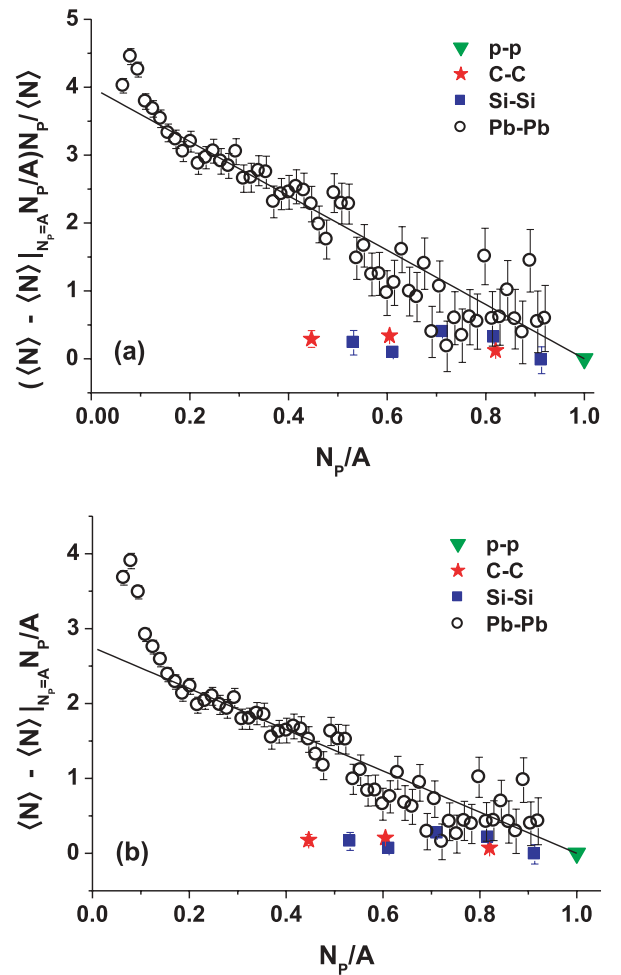 (⟨N⟩ - ⟨N⟩|_{N_P=A} N_P/A) N_P/⟨N⟩
5
4
3
2
1
0
p-p
C-C
Si-Si
Pb-Pb
(a)
0.00 0.2 0.4 0.6 0.8 1.0
N_P/A
⟨N⟩ - ⟨N⟩|_{N_P=A} N_P/A
4
3
2
1
0
p-p
C-C
Si-Si
Pb-Pb
(b)
0.0 0.2 0.4 0.6 0.8 1.0
N_P/A